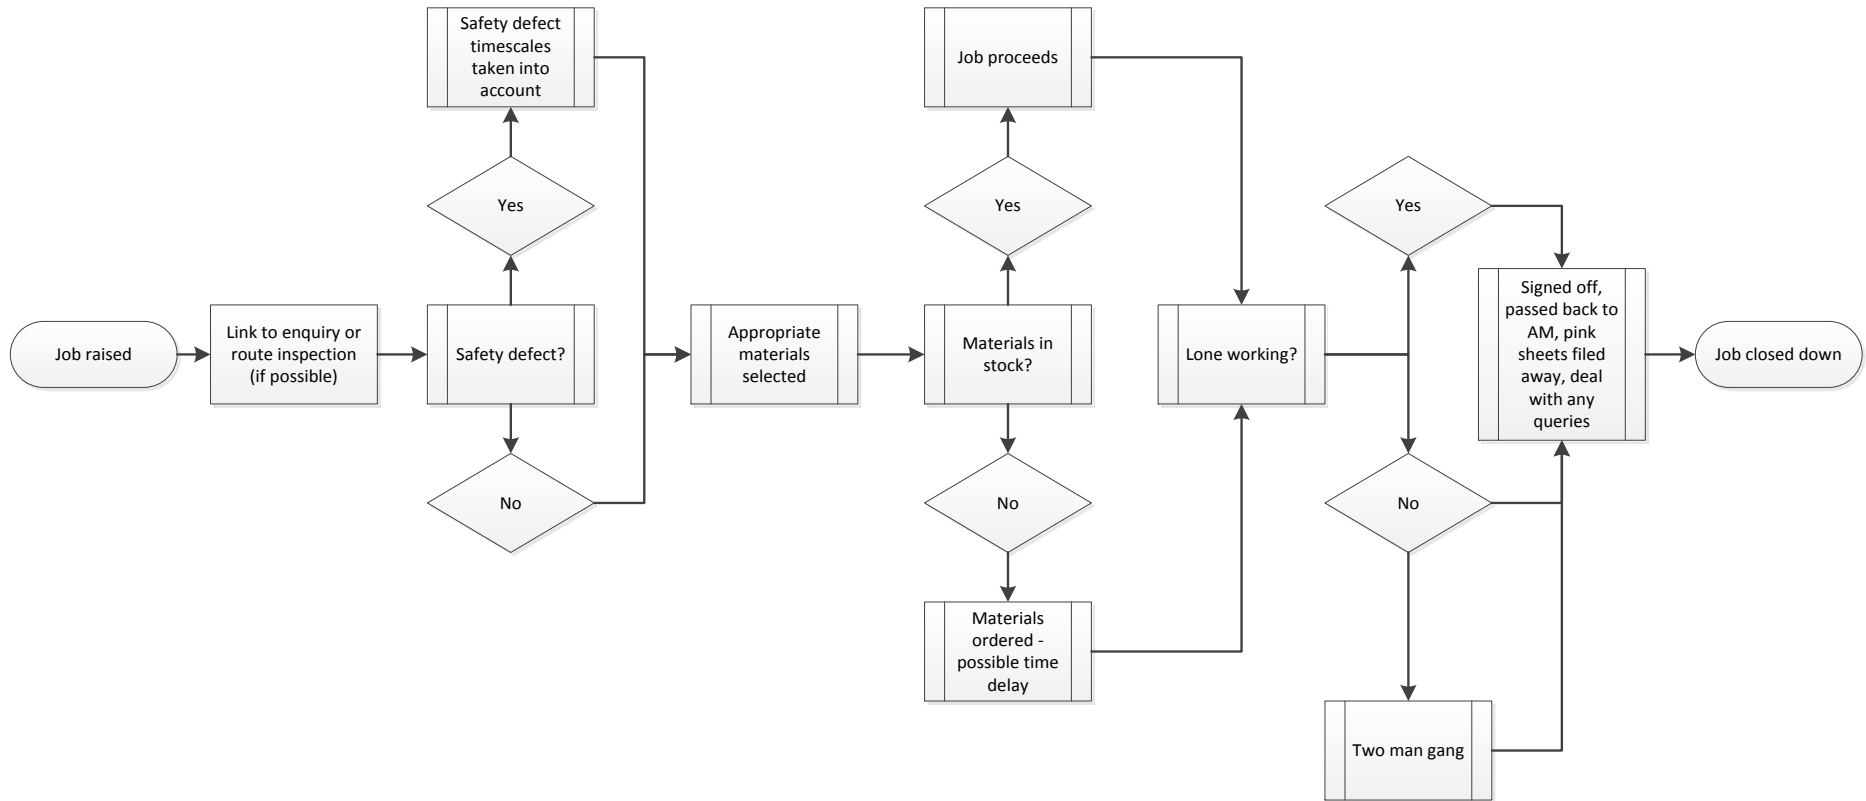 Job raised
Link to enquiry or
route inspection
(if possible)
Safety defect
timescales
taken into
account
Yes
Safety defect?
No
Appropriate
materials
selected
Job proceeds
Yes
Materials in
stock?
No
Materials
ordered -
possible time
delay
Lone working?
Yes
No
Two man gang
Signed off,
passed back to
AM, pink
sheets filed
away, deal
with any
queries
Job closed down